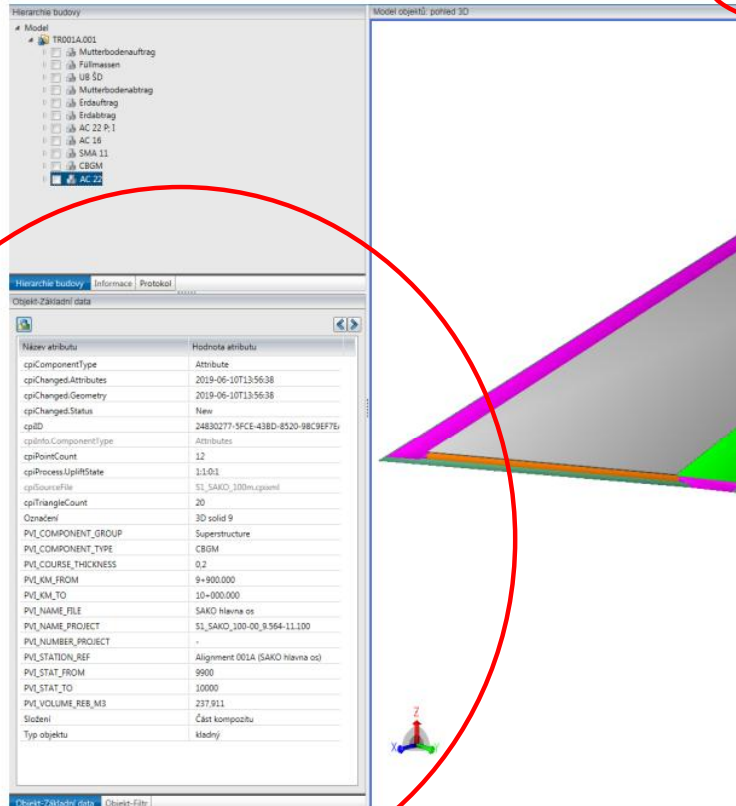 Hierarchie budovy
Model
TR001A.001
Mutterbodenauftrag
Füllmassen
UB ŠD
Mutterbodenabtrag
Erdauftrag
Erdabtrag
AC 22 P; I
AC 16
SMA 11
CBGM
AC 22
Hierarchie budovy Informace Protokol
Objekt-Základní data
Název atributu Hodnota atributu
cpiComponentType Attribute
cpiChanged.Attributes 2019-06-10T13:56:38
cpiChanged.Geometry 2019-06-10T13:56:38
cpiChanged.Status New
cpiID 24830277-5FCE-43BD-8520-98C9EF7E
cpiInfo.ComponentType Attributes
cpiPointCount 12
cpiProcess.UpliftState 1:1:0:1
cpiSourceFile S1_SAKO_100m.cpixml
cpiTriangleCount 20
Označení 3D solid 9
PVI_COMPONENT_GROUP Superstructure
PVI_COMPONENT_TYPE CBGM
PVI_COURSE_THICKNESS 0,2
PVI_KM_FROM 9+900.000
PVI_KM_TO 10+000.000
PVI_NAME_FILE SAKO hlavna os
PVI_NAME_PROJECT S1_SAKO_100-00_9.564-11.100
PVI_NUMBER_PROJECT -
PVI_STATION_REF Alignment 001A (SAKO hlavna os)
PVI_STAT_FROM 9900
PVI_STAT_TO 10000
PVI_VOLUME_REB_M3 237,911
Složení Část kompozitu
Typ objektu kladný
Objekt-Základní data Objekt-Filtr
Model objektů: pohled 3D
Z
X Y